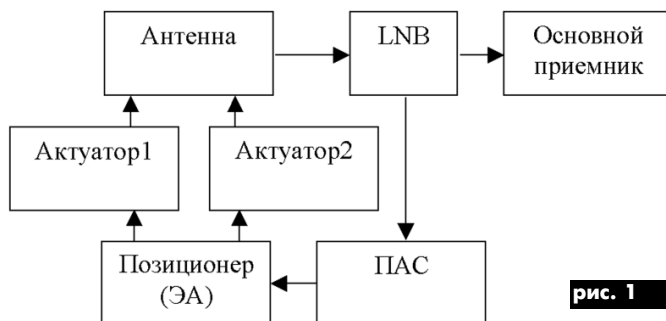 Антенна
LNB
Основной
приемник
Актуатор1
Актуатор2
Позиционер
(ЭА)
ПАС
рис. 1